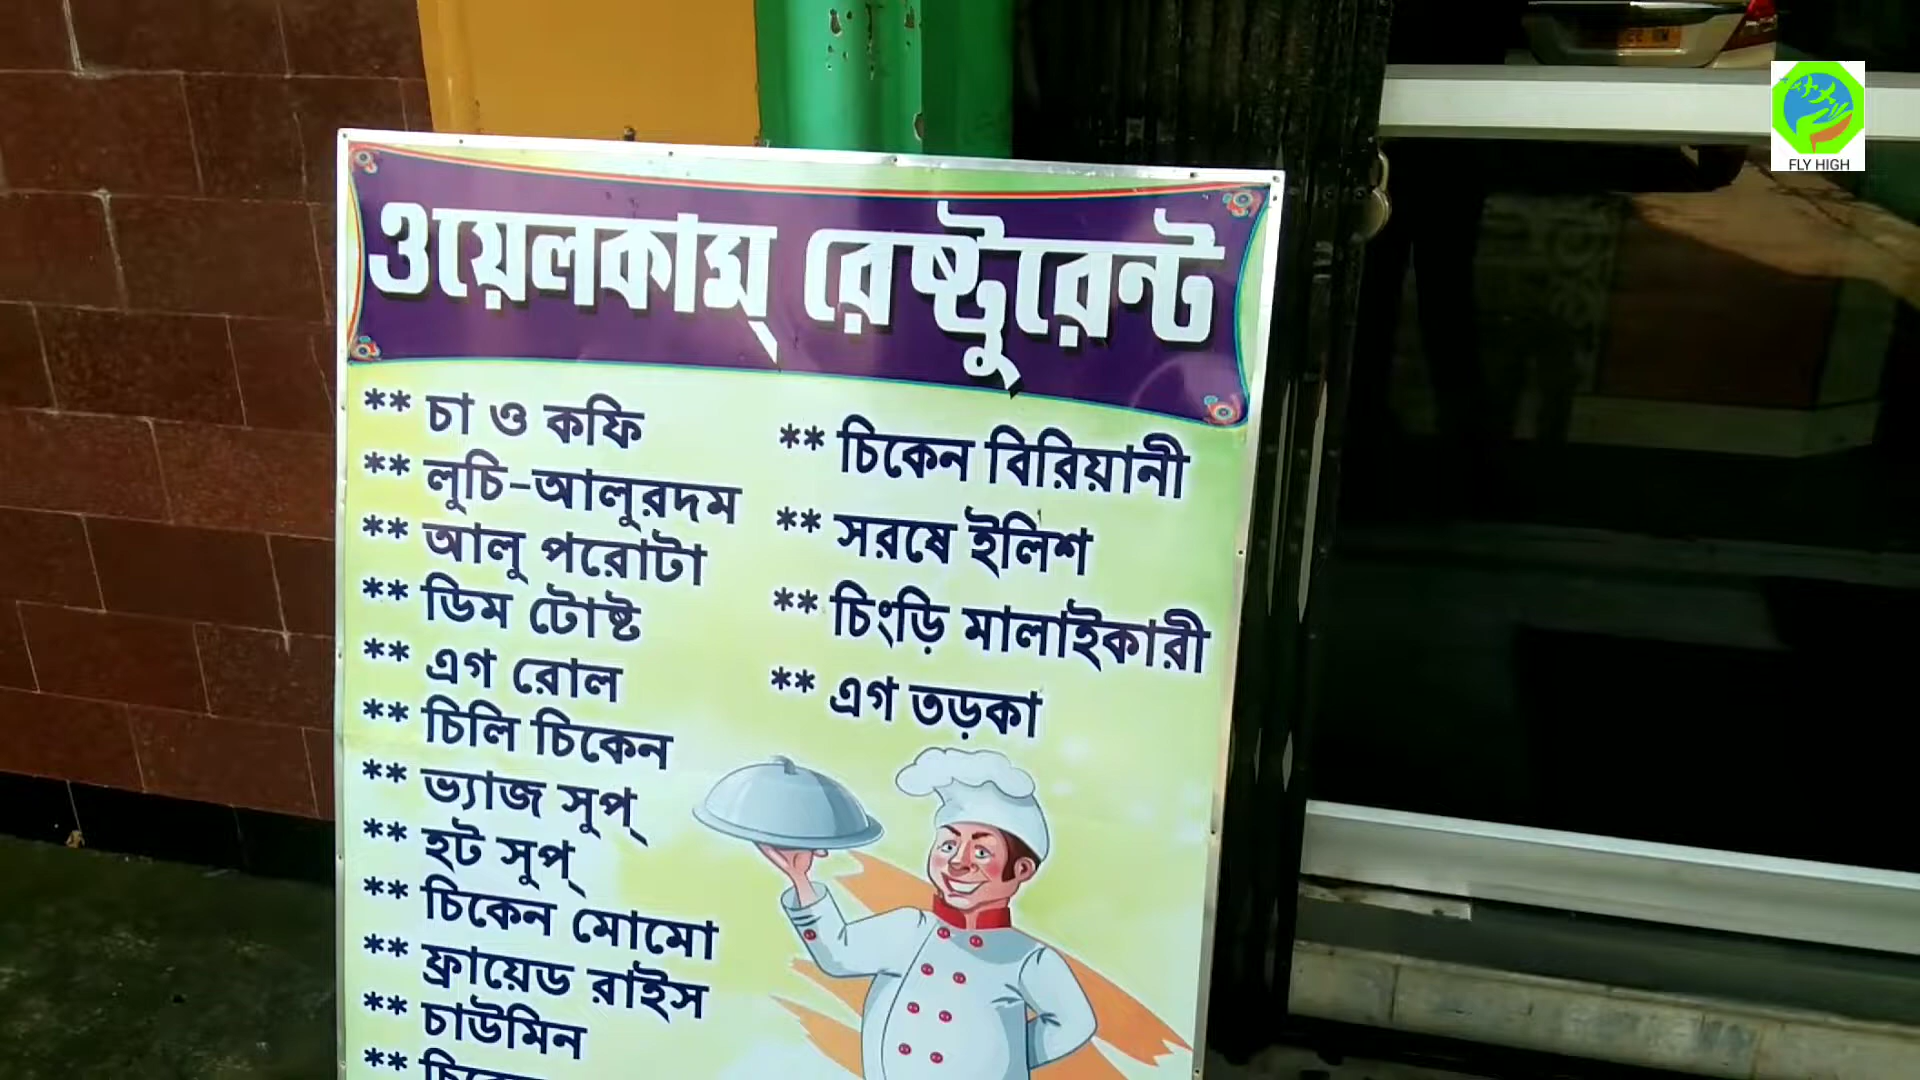 ওয়েলকাম্ রেষ্টুরেন্ট
** চা ও কফি
** লুচি-আলুরদম
** আলু পরোটা
** ডিম টোষ্ট
** এগ রোল
** চিলি চিকেন
** ভ্যাজ সুপ্
** হট সুপ্
** চিকেন মোমো
** ফ্রায়েড রাইস
** চাউমিন
** চিকেন বিরিয়ানী
** সরষে ইলিশ
** চিংড়ি মালাইকারী
** এগ তড়কা
FLY HIGH